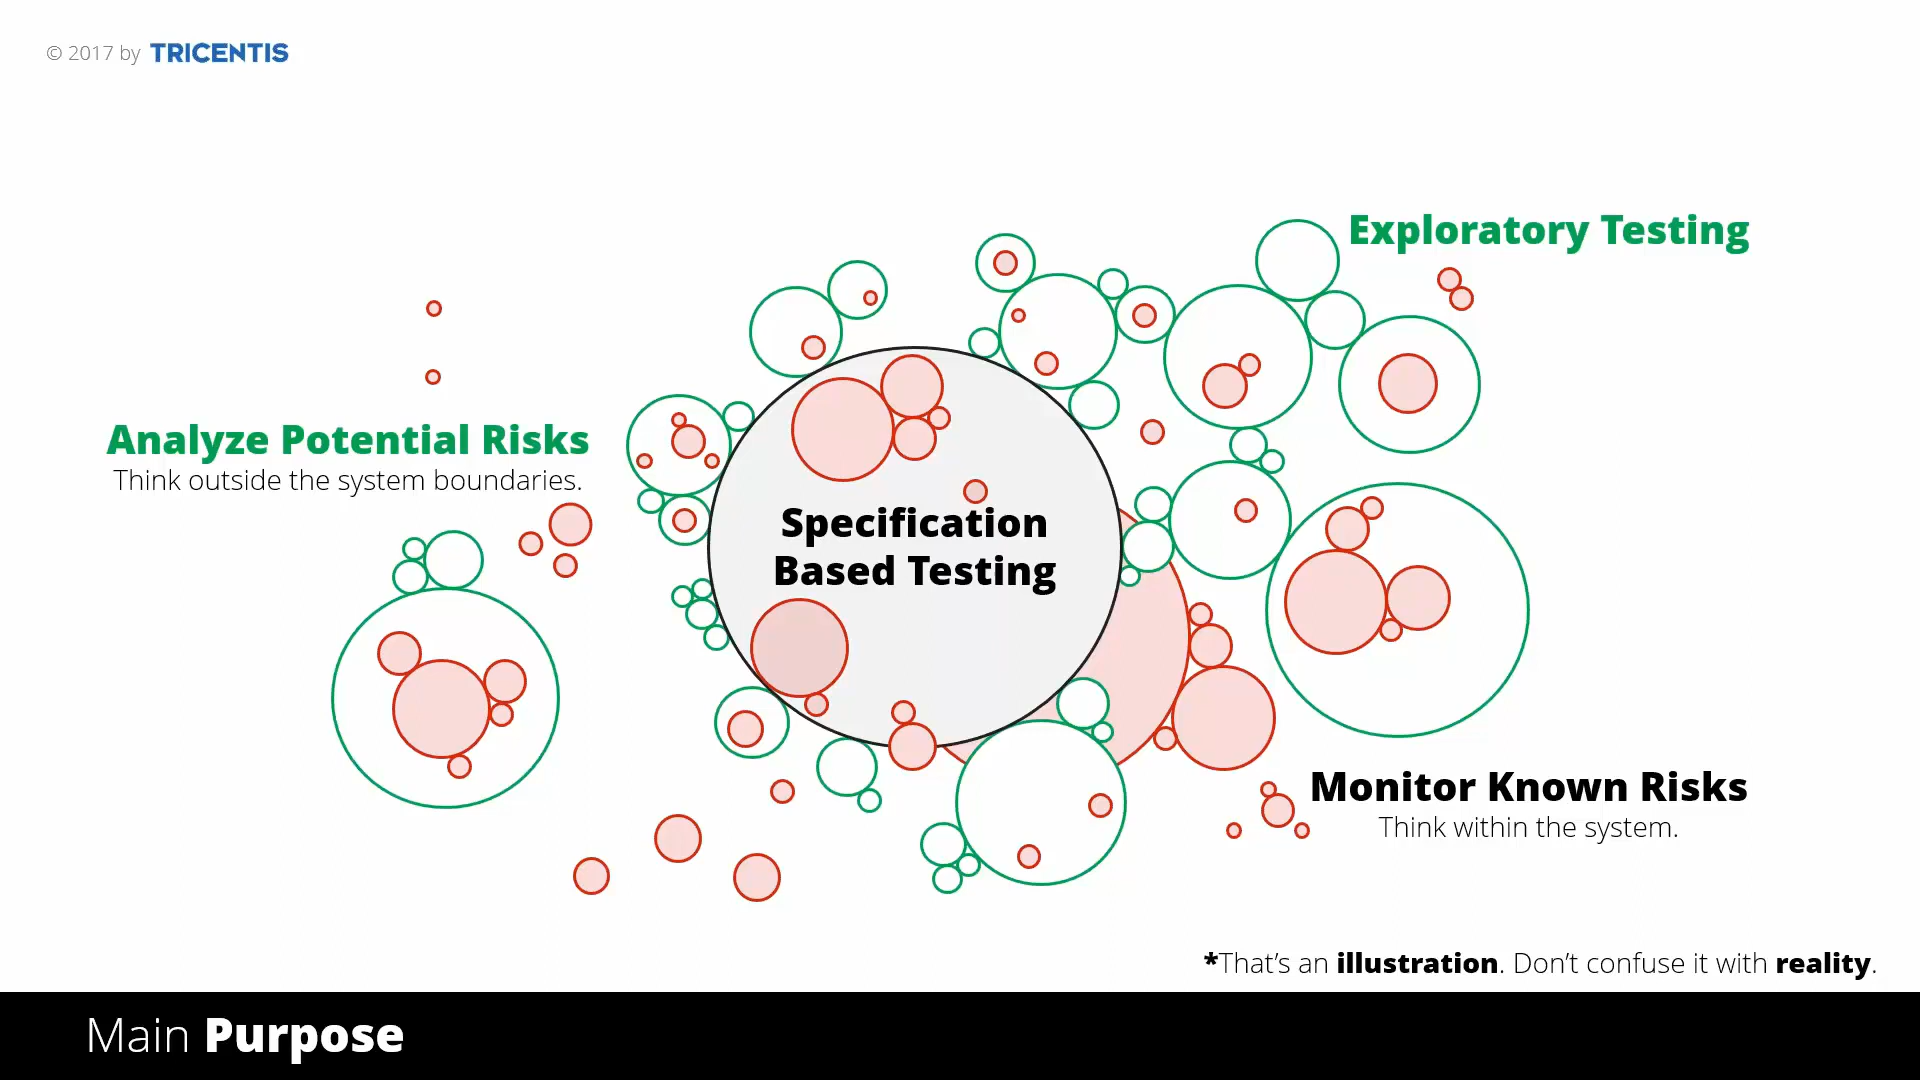 © 2017 by TRICENTIS
Exploratory Testing
Analyze Potential Risks
Think outside the system boundaries.
Specification
Based Testing
Monitor Known Risks
Think within the system.
*That’s an illustration. Don’t confuse it with reality.
Main Purpose